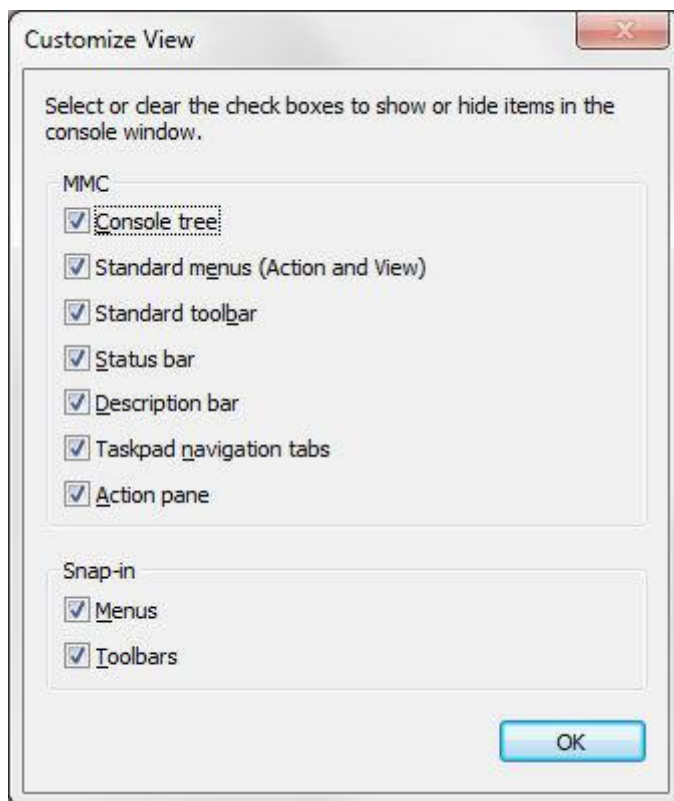 Customize View
Select or clear the check boxes to show or hide items in the
console window.
MMC
Console tree
Standard menus (Action and View)
Standard toolbar
Status bar
Description bar
Taskpad navigation tabs
Action pane
Snap-in
Menus
Toolbars
OK